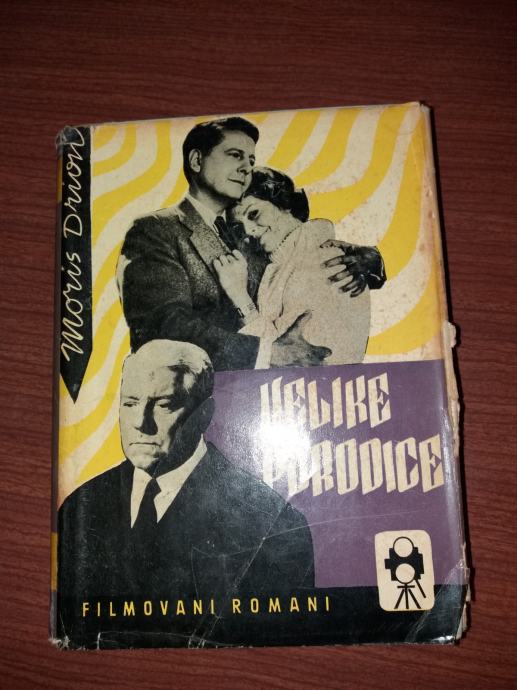 Moris Drion
VELIKE
PORODICE
FILMOVANI ROMANI